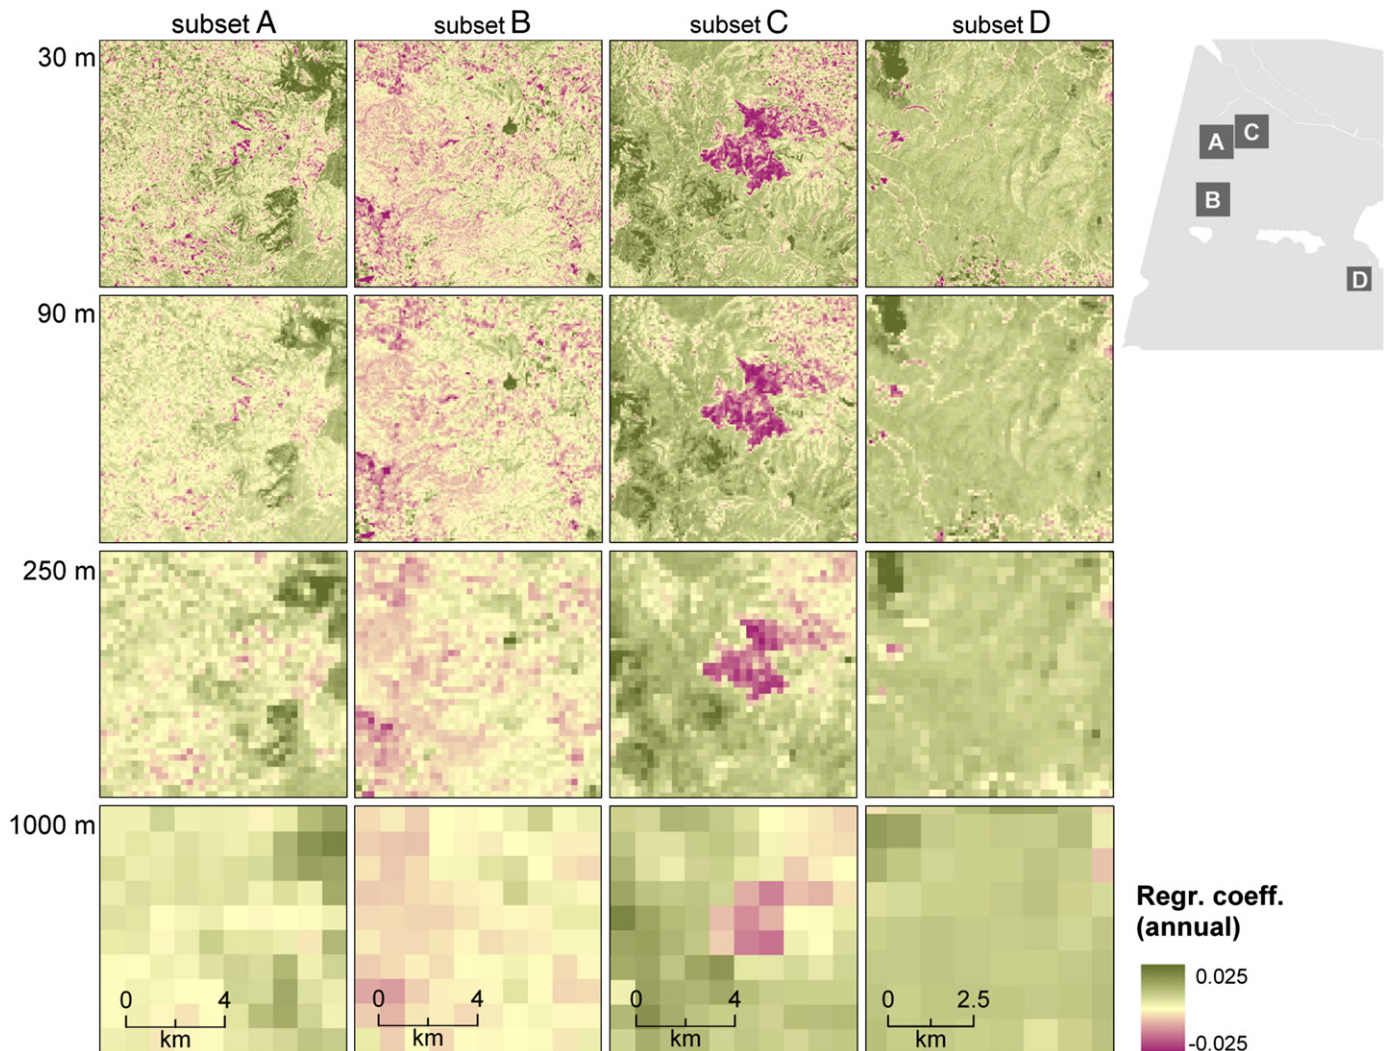 subset A
subset B
subset C
subset D
30 m
90 m
250 m
1000 m
A
C
B
D
0 4
km
0 4
km
0 4
km
0 2.5
km
Regr. coeff.
(annual)
0.025
-0.025